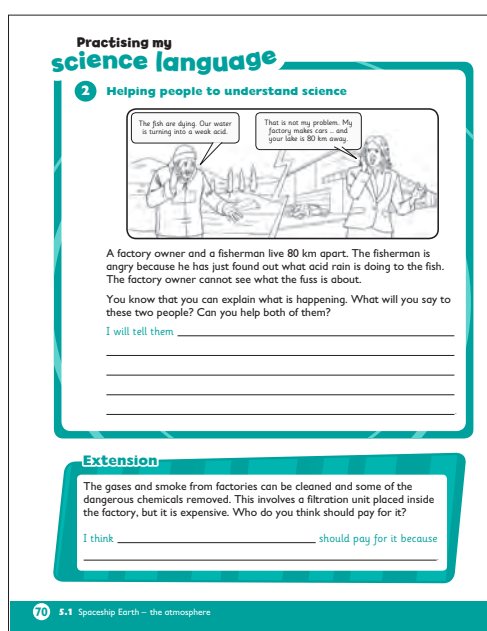 Practising my
science language
2 Helping people to understand science
The fish are dying. Our water
is turning into a weak acid.
That is not my problem. My
factory makes cars … and
your lake is 80 km away.
A factory owner and a fisherman live 80 km apart. The fisherman is
angry because he has just found out what acid rain is doing to the fish.
The factory owner cannot see what the fuss is about.
You know that you can explain what is happening. What will you say to
these two people? Can you help both of them?
I will tell them
Extension
The gases and smoke from factories can be cleaned and some of the
dangerous chemicals removed. This involves a filtration unit placed inside
the factory, but it is expensive. Who do you think should pay for it?
I think should pay for it because
70 5.1 Spaceship Earth – the atmosphere